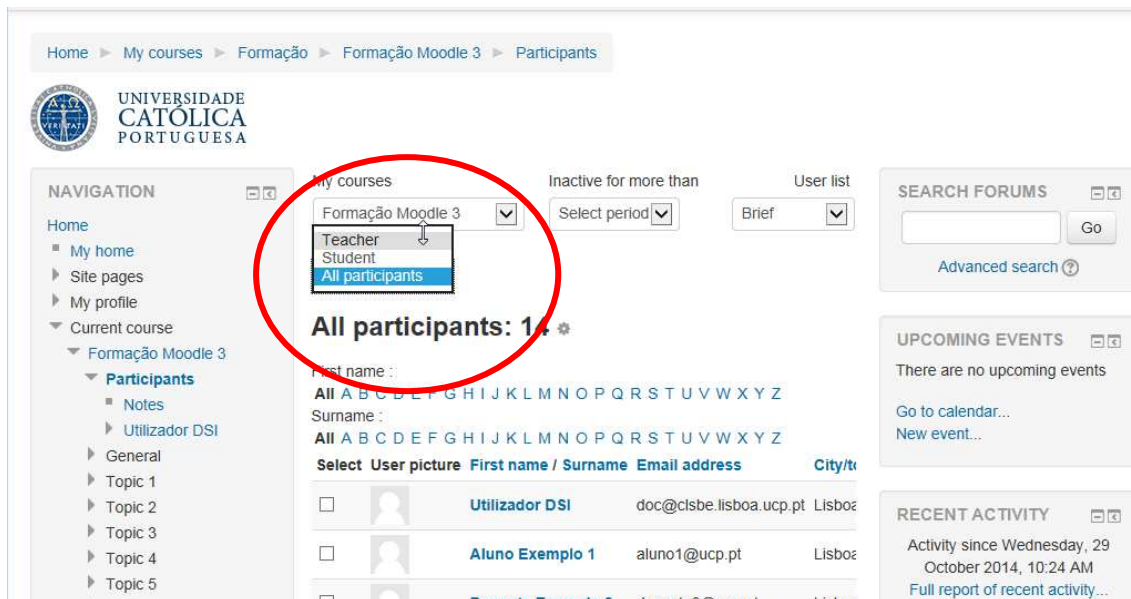 Home ► My courses ► Formação ► Formação Moodle 3 ► Participants
UNIVERSIDADE
CATÓLICA
PORTUGUESA
NAVIGATION
Home
My home
Site pages
My profile
Current course
Formação Moodle 3
Participants
Notes
Utilizador DSI
General
Topic 1
Topic 2
Topic 3
Topic 4
Topic 5
My courses
Formação Moodle 3
Teacher
Student
All participants
Inactive for more than
Select period
User list
Brief
All participants: 14
First name :
All A B C D E F G H I J K L M N O P Q R S T U V W X Y Z
Surname :
All A B C D E F G H I J K L M N O P Q R S T U V W X Y Z
Select User picture First name / Surname Email address City/to
Utilizador DSI doc@clsbe.lisboa.ucp.pt Lisboa
Aluno Exemplo 1 aluno1@ucp.pt Lisboa
SEARCH FORUMS
Go
Advanced search
UPCOMING EVENTS
There are no upcoming events
Go to calendar...
New event...
RECENT ACTIVITY
Activity since Wednesday, 29
October 2014, 10:24 AM
Full report of recent activity...